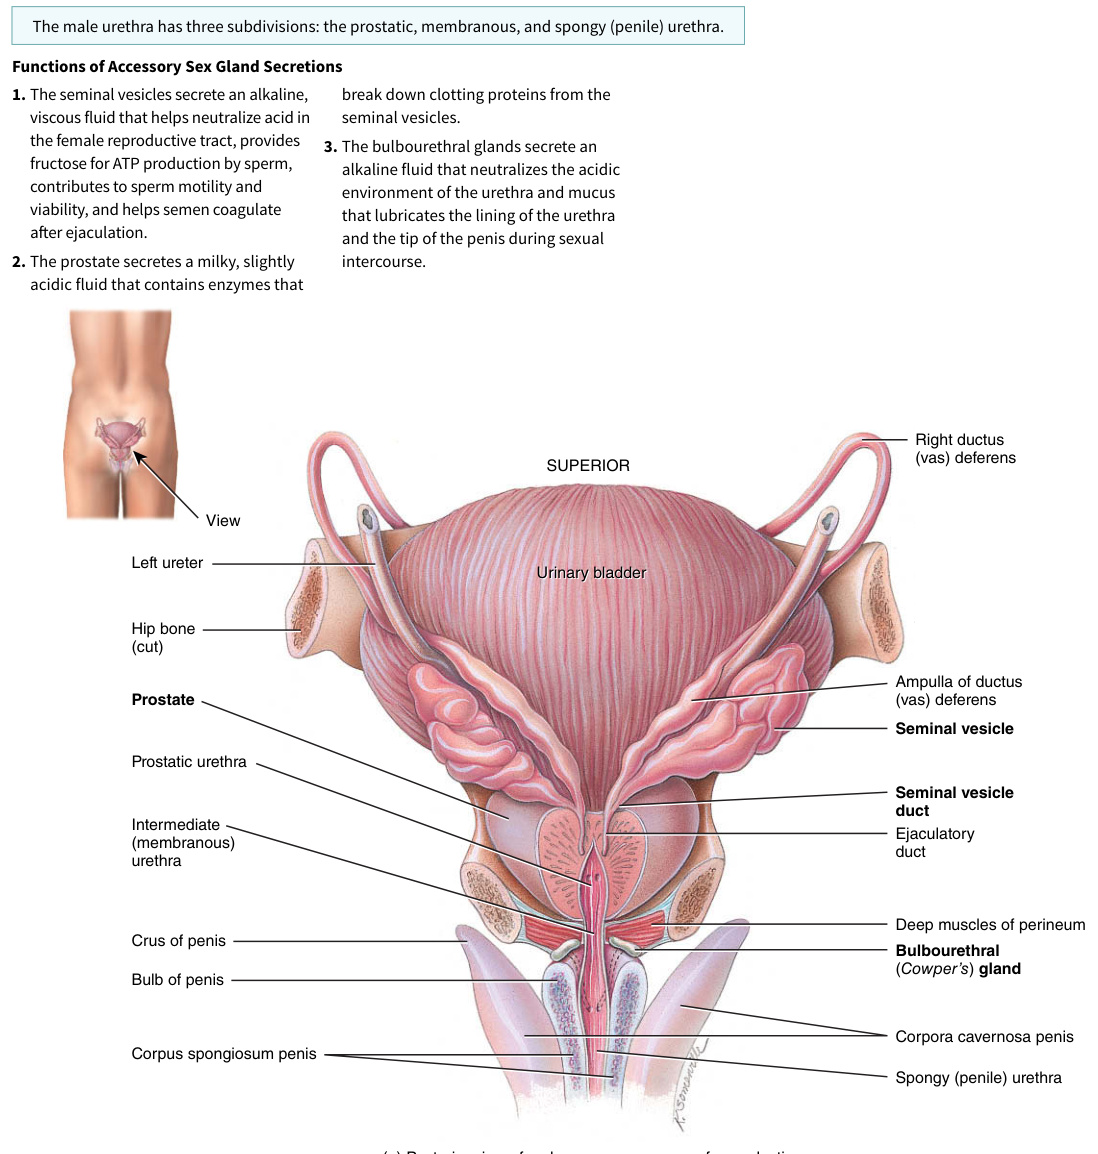 The male urethra has three subdivisions: the prostatic, membranous, and spongy (penile) urethra.
Functions of Accessory Sex Gland Secretions
1. The seminal vesicles secrete an alkaline,
viscous fluid that helps neutralize acid in
the female reproductive tract, provides
fructose for ATP production by sperm,
contributes to sperm motility and
viability, and helps semen coagulate
after ejaculation.
2. The prostate secretes a milky, slightly
acidic fluid that contains enzymes that
break down clotting proteins from the
seminal vesicles.
3. The bulbourethral glands secrete an
alkaline fluid that neutralizes the acidic
environment of the urethra and mucus
that lubricates the lining of the urethra
and the tip of the penis during sexual
intercourse.
View
SUPERIOR
Urinary bladder
Left ureter
Hip bone
(cut)
Prostate
Prostatic urethra
Intermediate
(membranous)
urethra
Crus of penis
Bulb of penis
Corpus spongiosum penis
Right ductus
(vas) deferens
Ampulla of ductus
(vas) deferens
Seminal vesicle
Seminal vesicle
duct
Ejaculatory
duct
Deep muscles of perineum
Bulbourethral
(Cowper's) gland
Corpora cavernosa penis
Spongy (penile) urethra